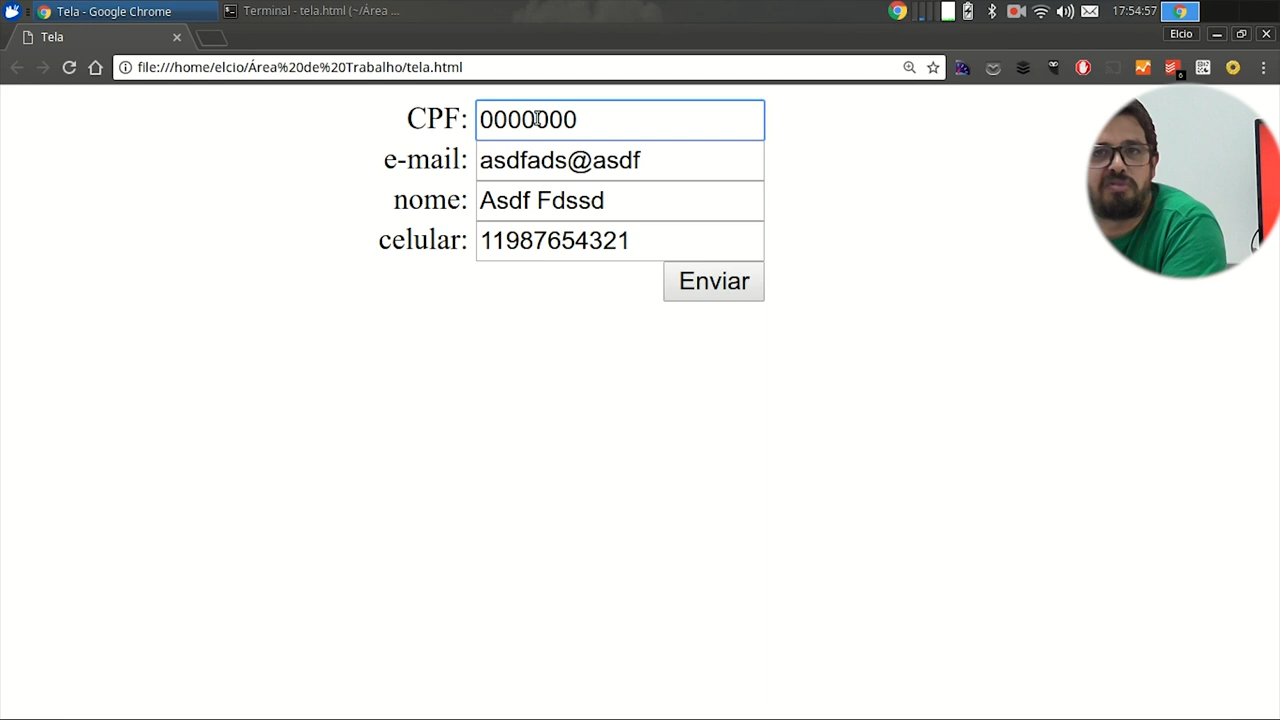 Tela - Google Chrome
Terminal - tela.html (~/Área ...
17:54:57
Tela
Elcio
file:///home/elcio/Área%20de%20Trabalho/tela.html
6
CPF: 0000000
e-mail: asdfads@asdf
nome: Asdf Fdssd
celular: 11987654321
Enviar